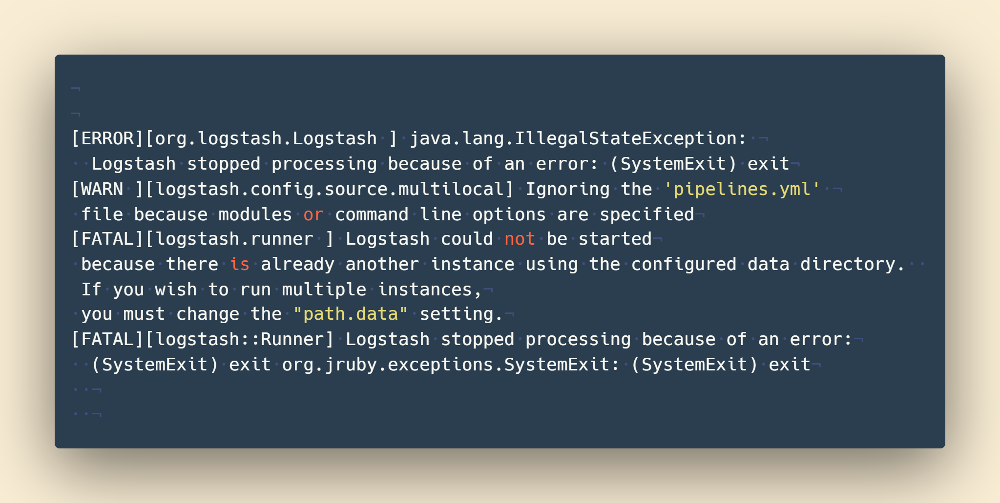 [ERROR][org.logstash.Logstash ] java.lang.IllegalStateException:
Logstash stopped processing because of an error: (SystemExit) exit
[WARN ][logstash.config.source.multilocal] Ignoring the 'pipelines.yml'
file because modules or command line options are specified
[FATAL][logstash.runner ] Logstash could not be started
because there is already another instance using the configured data directory.
If you wish to run multiple instances,
you must change the "path.data" setting.
[FATAL][logstash::Runner] Logstash stopped processing because of an error:
(SystemExit) exit org.jruby.exceptions.SystemExit: (SystemExit) exit